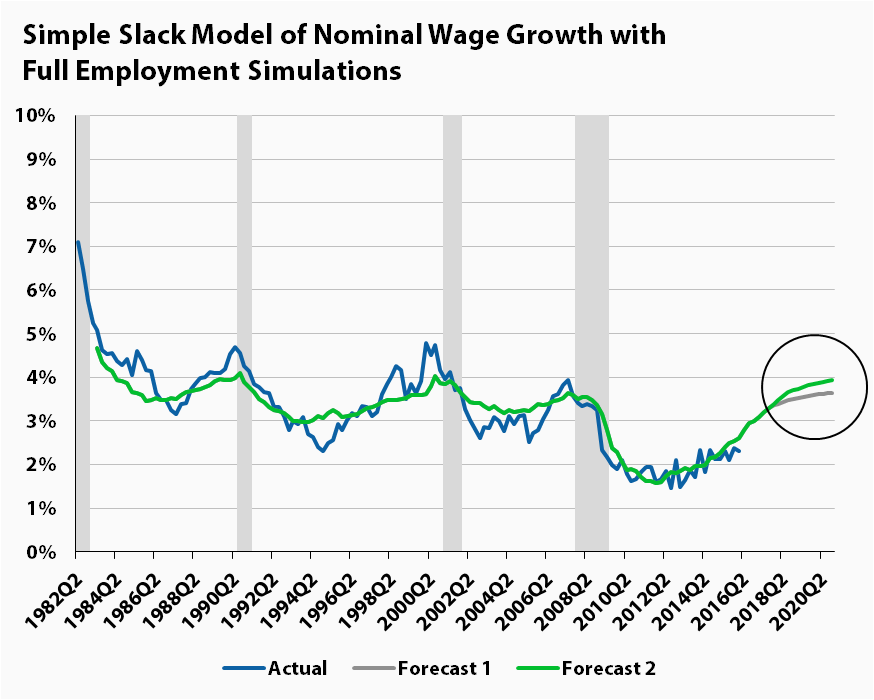 Simple Slack Model of Nominal Wage Growth with
Full Employment Simulations
10%
9%
8%
7%
6%
5%
4%
3%
2%
1%
0%
1982Q2
1984Q2
1986Q2
1988Q2
1990Q2
1992Q2
1994Q2
1996Q2
1998Q2
2000Q2
2002Q2
2004Q2
2006Q2
2008Q2
2010Q2
2012Q2
2014Q2
2016Q2
2018Q2
2020Q2
Actual
Forecast 1
Forecast 2